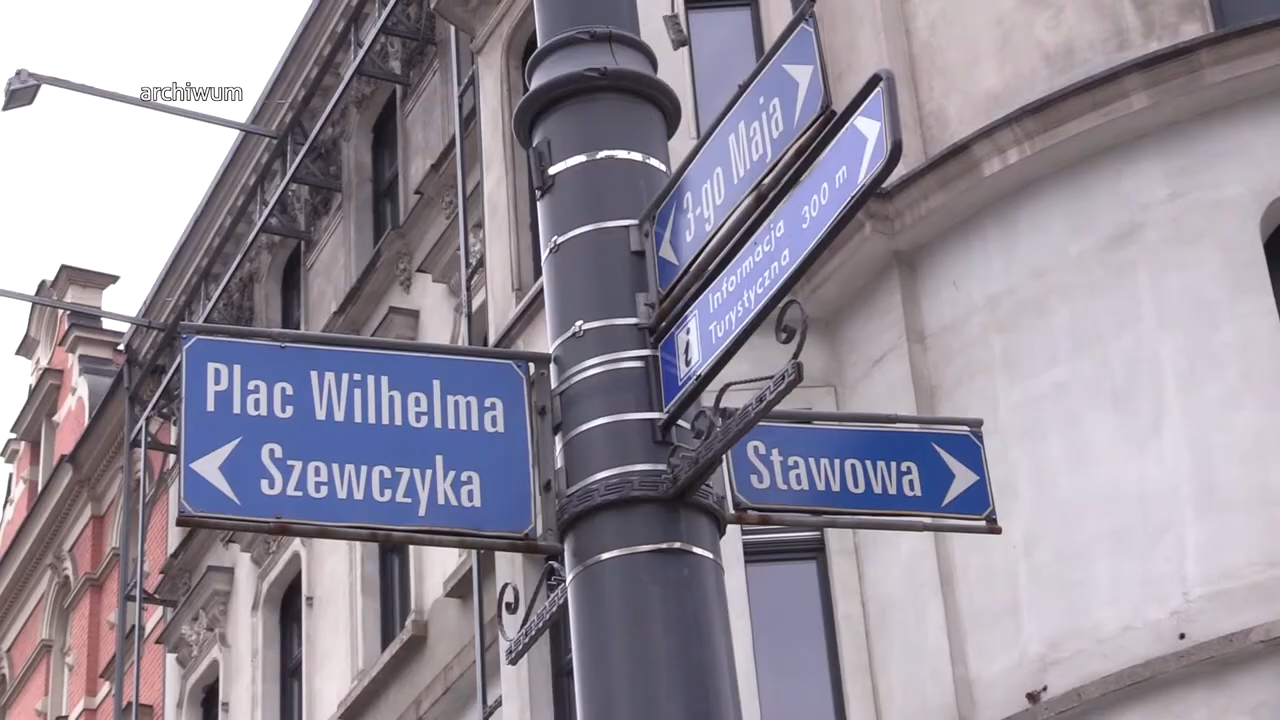 archiwum
3-go Maja
Informacja
Turystyczna
300 m
i
Plac Wilhelma
Szewczyka
Stawowa